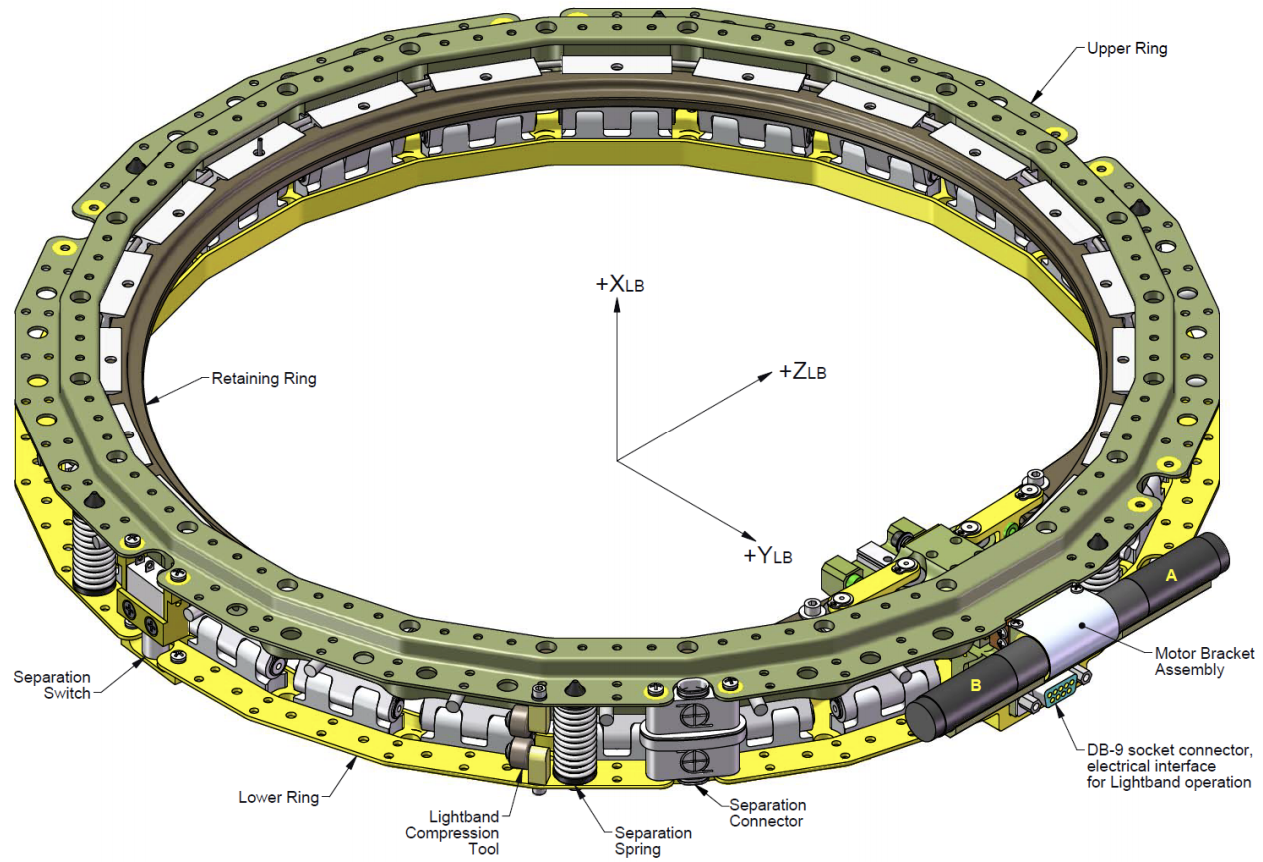 Upper Ring
+XLB
+ZLB
Retaining Ring
+YLB
A
Motor Bracket
Assembly
B
Separation
Switch
DB-9 socket connector,
electrical interface
for Lightband operation
Lower Ring
Lightband
Compression
Tool
Separation
Spring
Separation
Connector